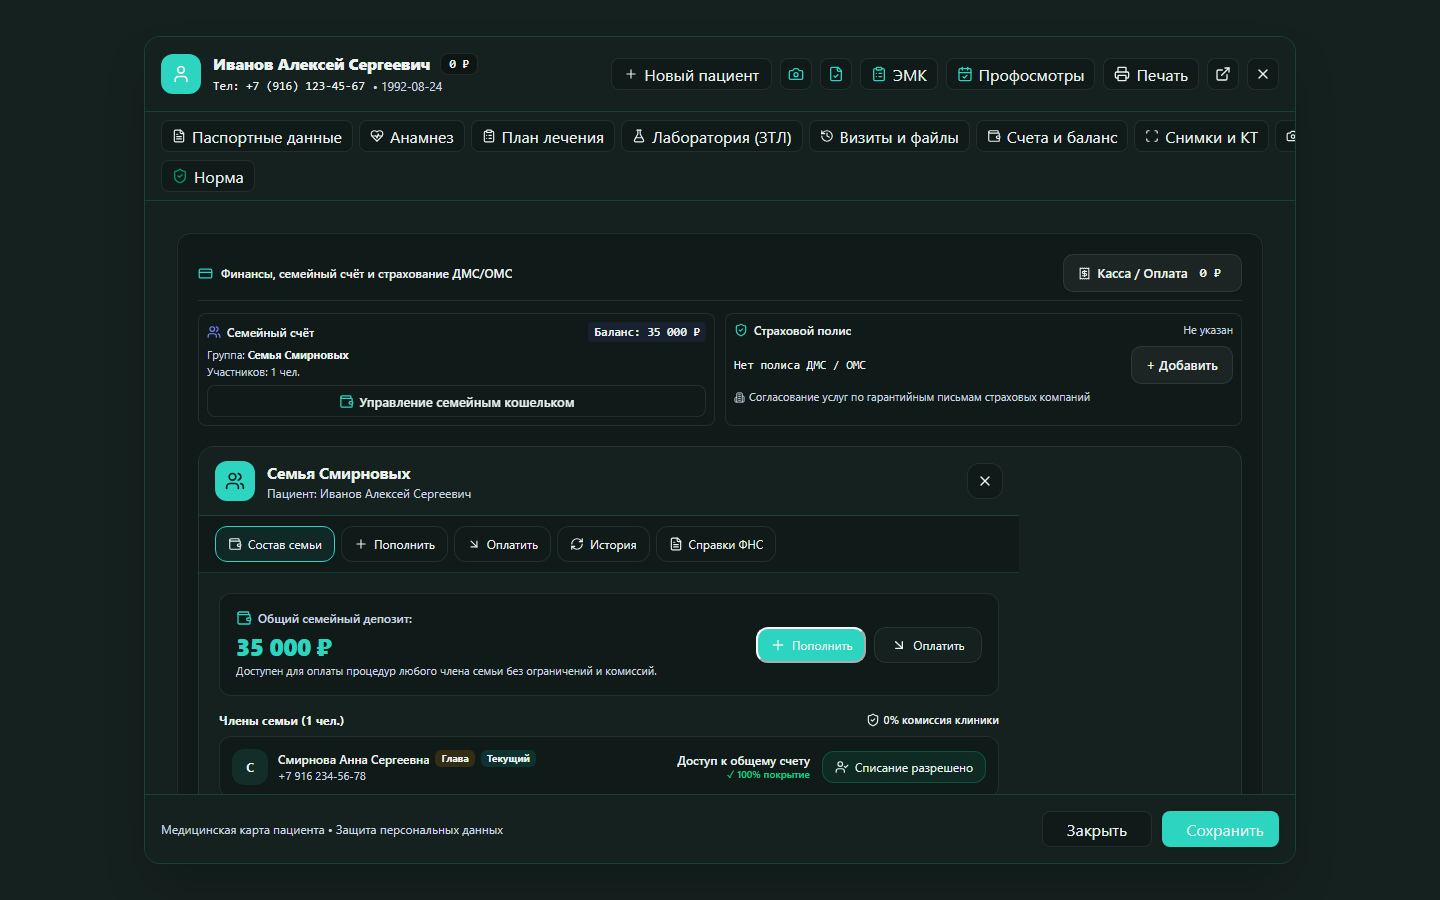 Иванов Алексей Сергеевич 0 ₽
Тел: +7 (916) 123-45-67 • 1992-08-24
Новый пациент
ЭМК
Профосмотры
Печать
Паспортные данные
Анамнез
План лечения
Лаборатория (ЗТЛ)
Визиты и файлы
Счета и баланс
Снимки и КТ
Норма
Финансы, семейный счёт и страхование ДМС/ОМС
Касса / Оплата 0 ₽
Семейный счёт
Баланс: 35 000 ₽
Группа: Семья Смирновых
Участников: 1 чел.
Управление семейным кошельком
Страховой полис
Не указан
Нет полиса ДМС / ОМС
+ Добавить
Согласование услуг по гарантийным письмам страховых компаний
Семья Смирновых
Пациент: Иванов Алексей Сергеевич
Состав семьи
Пополнить
Оплатить
История
Справки ФНС
Общий семейный депозит:
35 000 ₽
Доступен для оплаты процедур любого члена семьи без ограничений и комиссий.
Пополнить
Оплатить
Члены семьи (1 чел.)
0% комиссия клиники
С
Смирнова Анна Сергеевна Глава Текущий
+7 916 234-56-78
Доступ к общему счету
✓ 100% покрытие
Списание разрешено
Медицинская карта пациента • Защита персональных данных
Закрыть
Сохранить